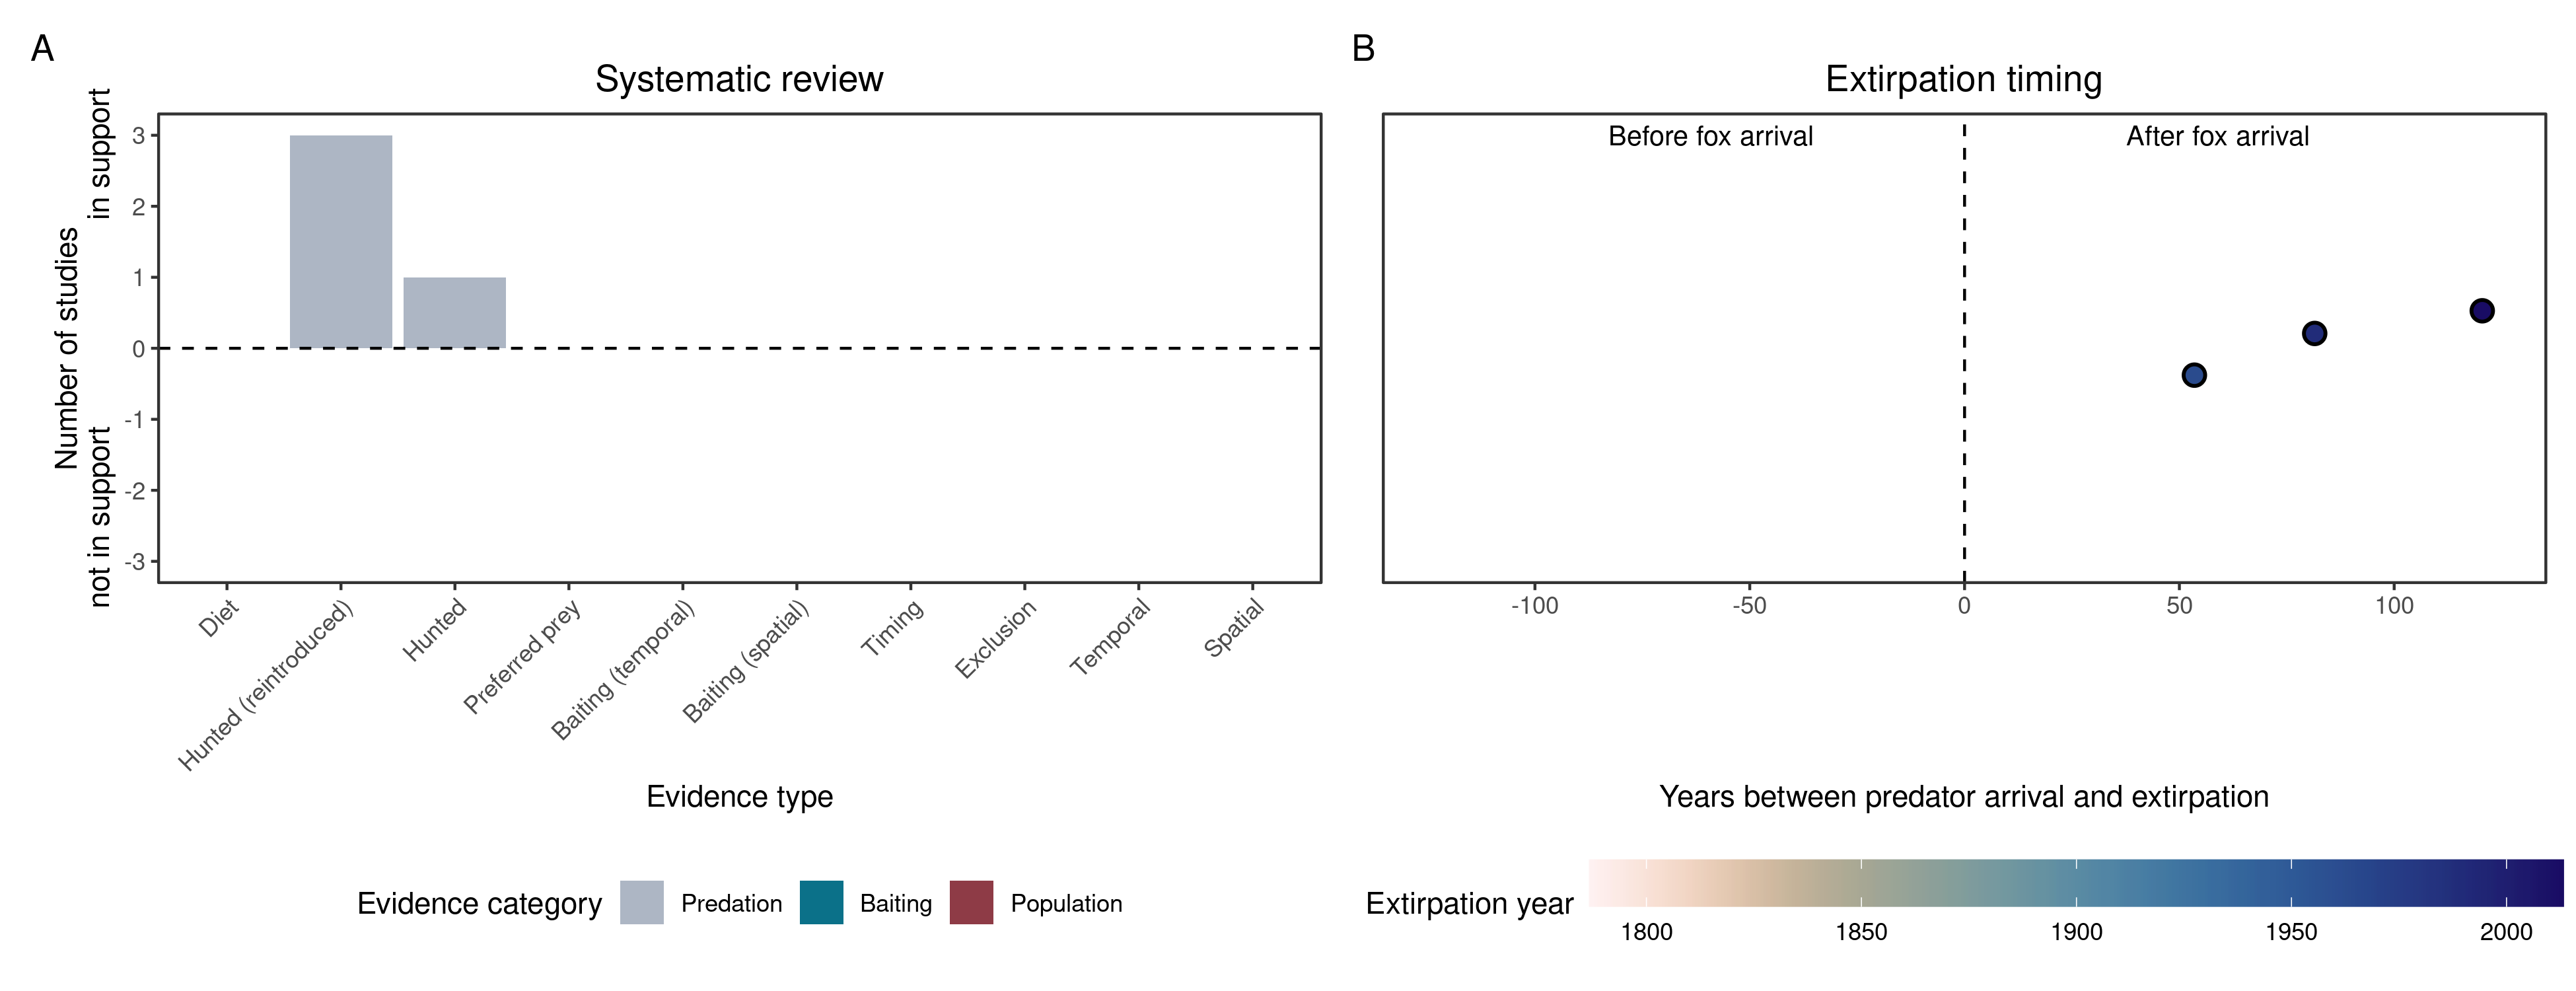 A
Systematic review
Number of studies
not in support
in support
3
2
1
0
-1
-2
-3
Diet
Hunted (reintroduced)
Hunted
Preferred prey
Baiting (temporal)
Baiting (spatial)
Timing
Exclusion
Temporal
Spatial
Evidence type
Evidence category
Predation
Baiting
Population
B
Extirpation timing
Before fox arrival
After fox arrival
-100
-50
0
50
100
Years between predator arrival and extirpation
Extirpation year
1800
1850
1900
1950
2000